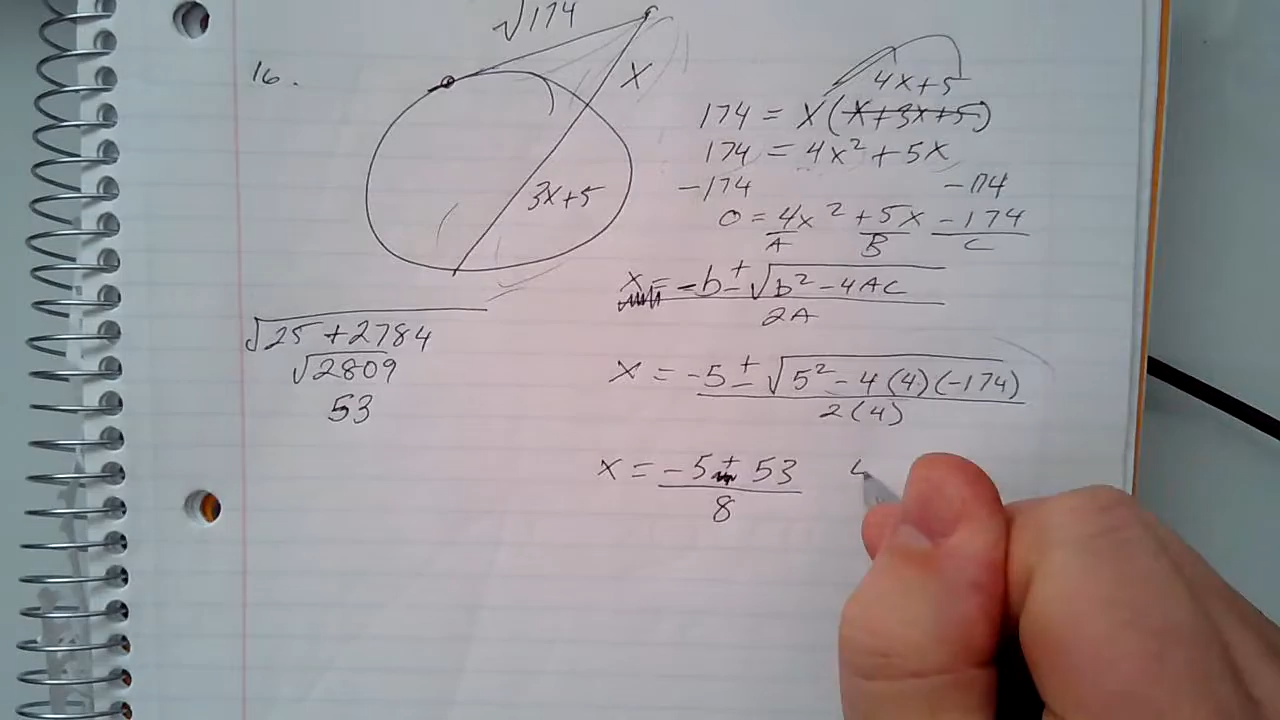 16.
√174
X
3X+5
4X+5
174 = X(X+3X+5)
174 = 4X² + 5X
-174 -174
0 = 4X² + 5X - 174
A B C
X = -b ± √b² - 4AC
2A
X = -5 ± √5² - 4(4)(-174)
2(4)
√25 + 2784
√2809
53
X = -5 ± 53
8